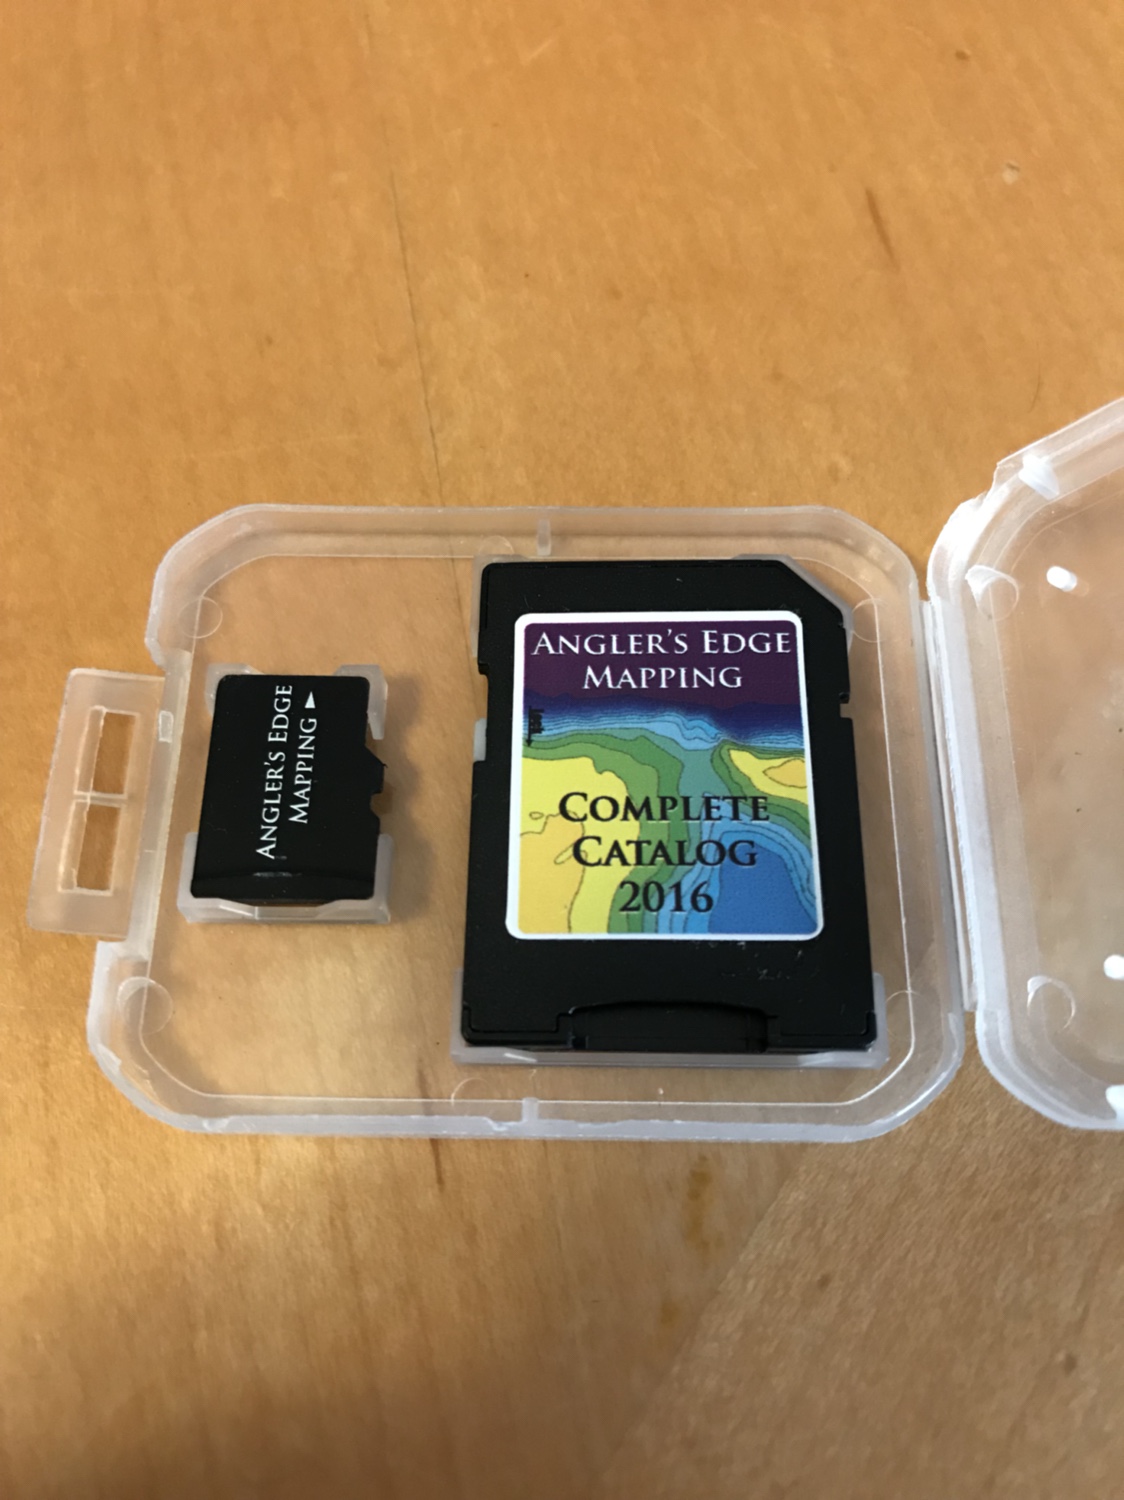 ANGLER'S EDGE
MAPPING
ANGLER'S EDGE
MAPPING
COMPLETE
CATALOG
2016